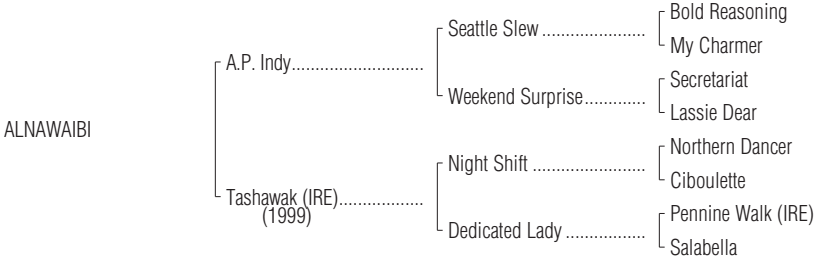 Bold Reasoning
Seattle Slew ......................
My Charmer
A.P. Indy...........................
Secretariat
Weekend Surprise.............
Lassie Dear
ALNAWAIBI
Northern Dancer
Night Shift ........................
Ciboulette
Tashawak (IRE)..................
(1999)
Pennine Walk (IRE)
Dedicated Lady .................
Salabella